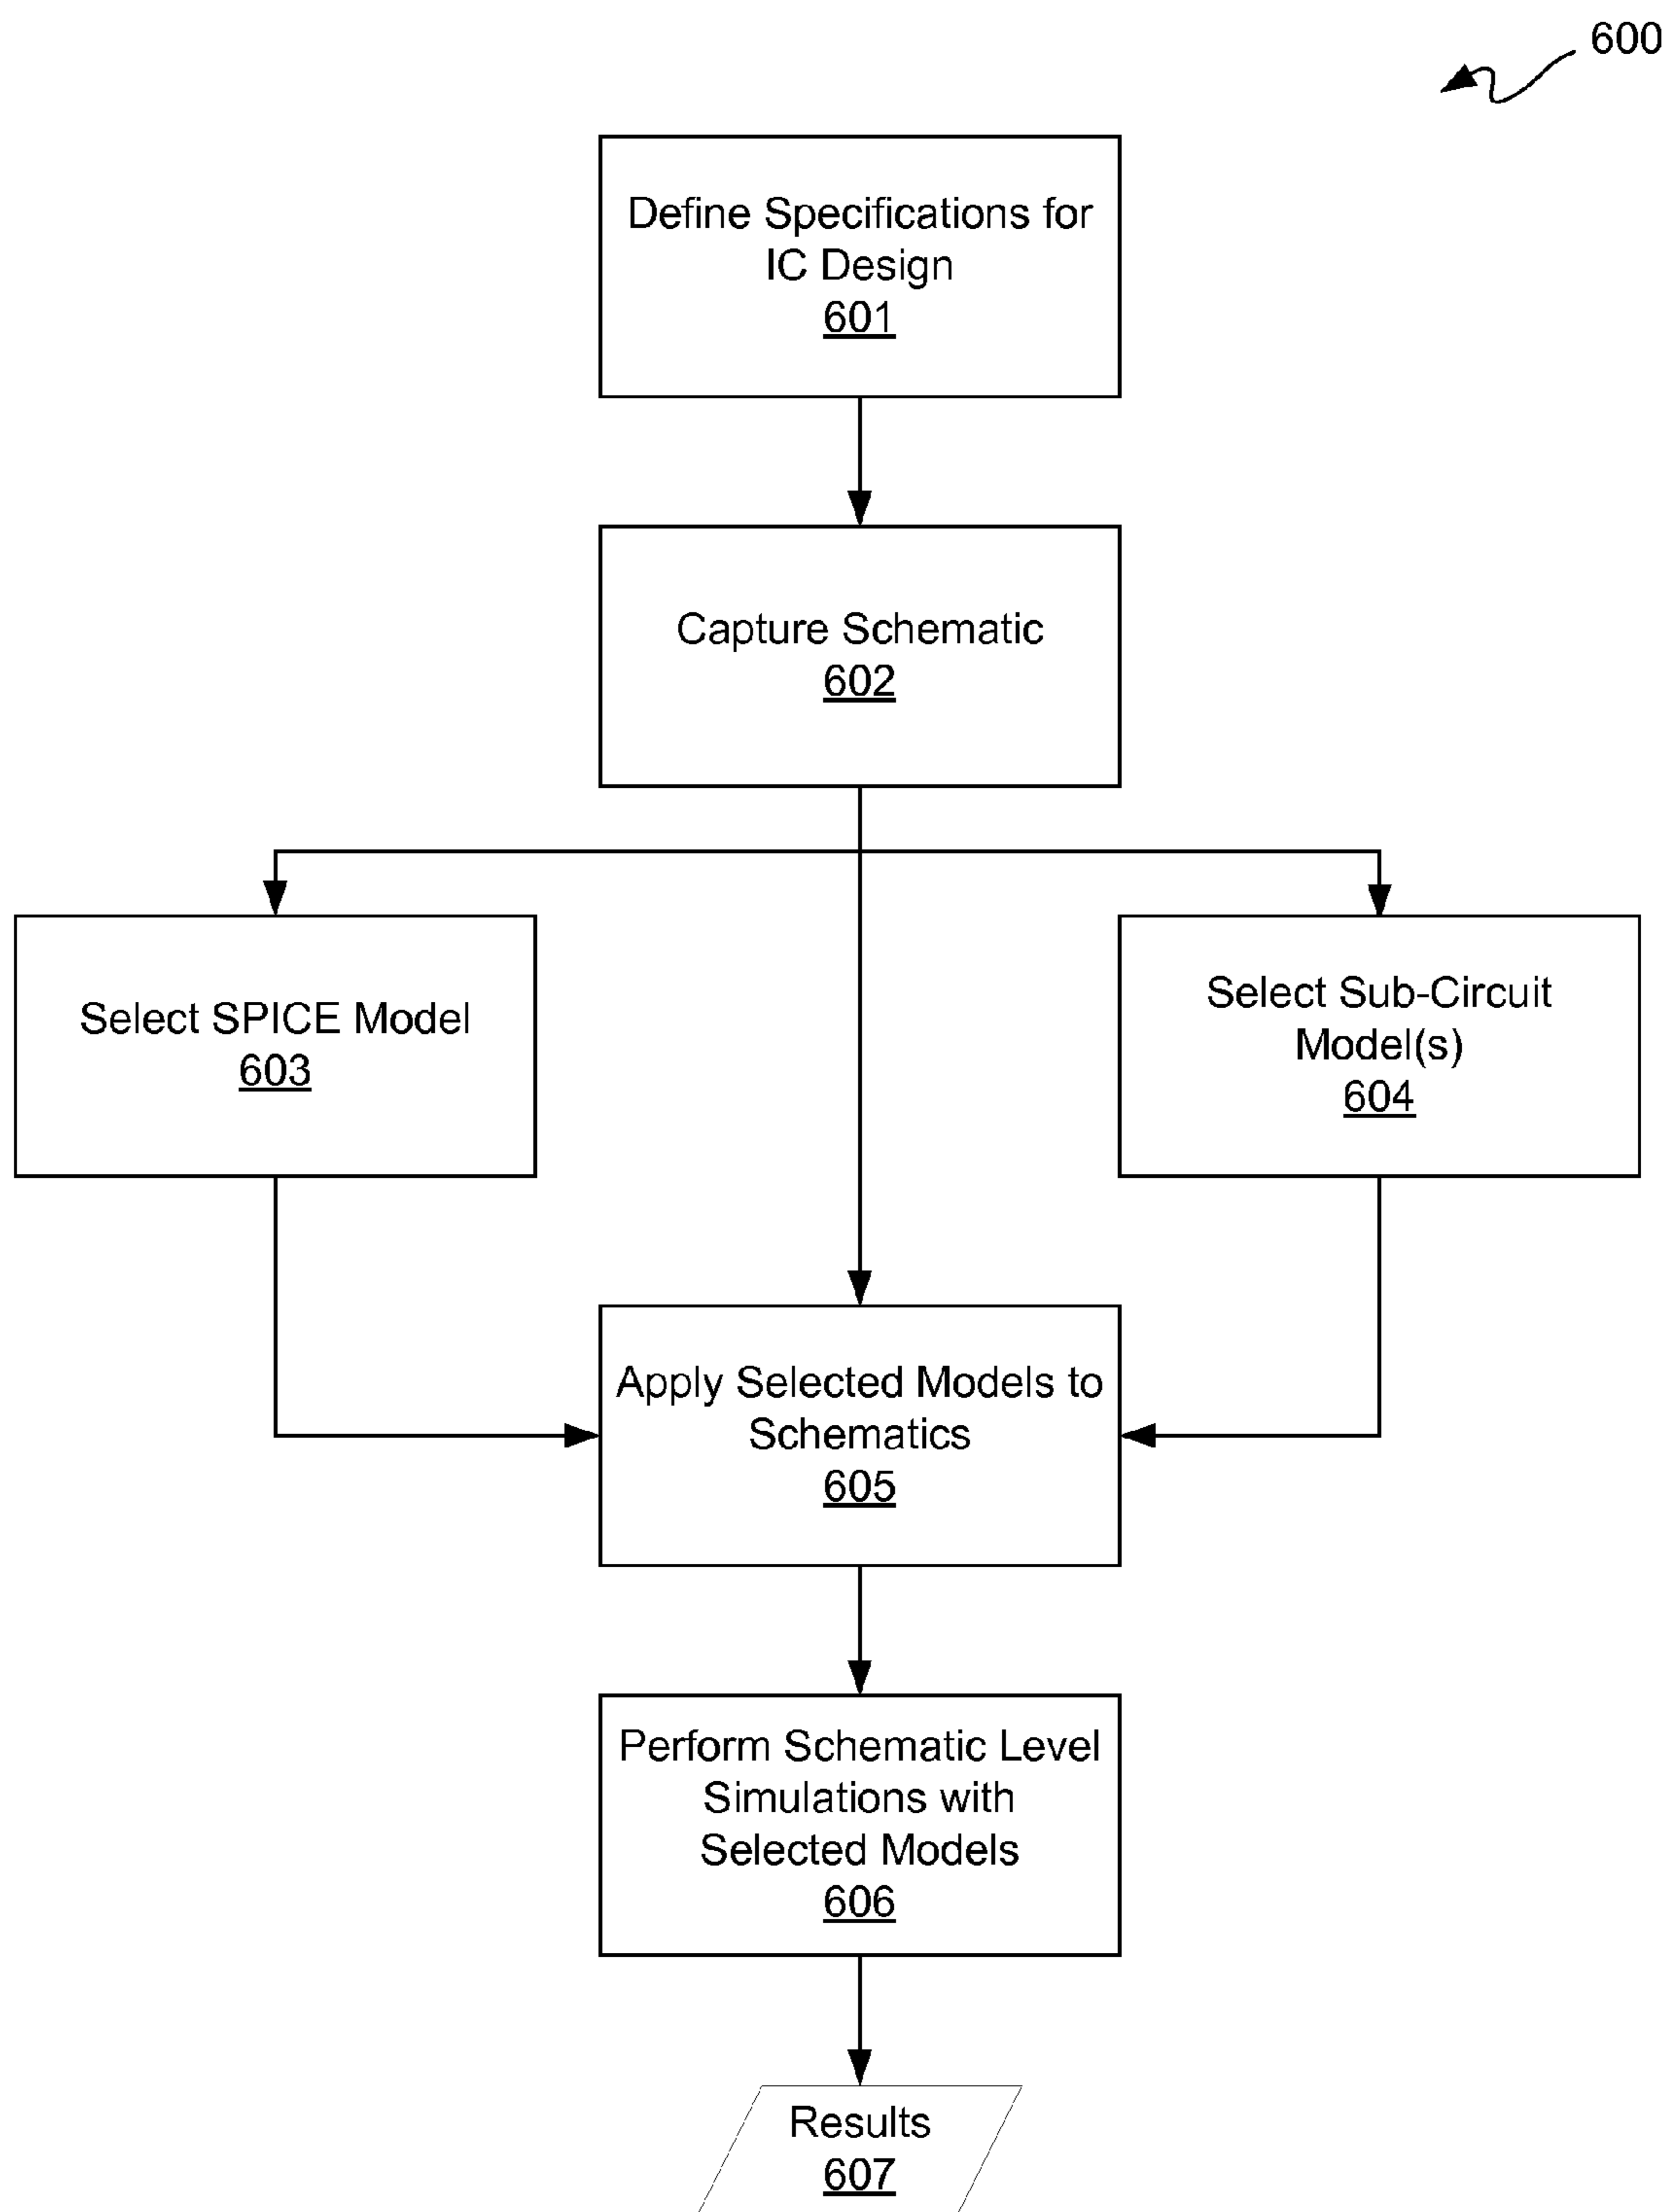 600
Define Specifications for
IC Design
601
Capture Schematic
602
Select SPICE Model
603
Select Sub-Circuit
Model(s)
604
Apply Selected Models to
Schematics
605
Perform Schematic Level
Simulations with
Selected Models
606
Results
607